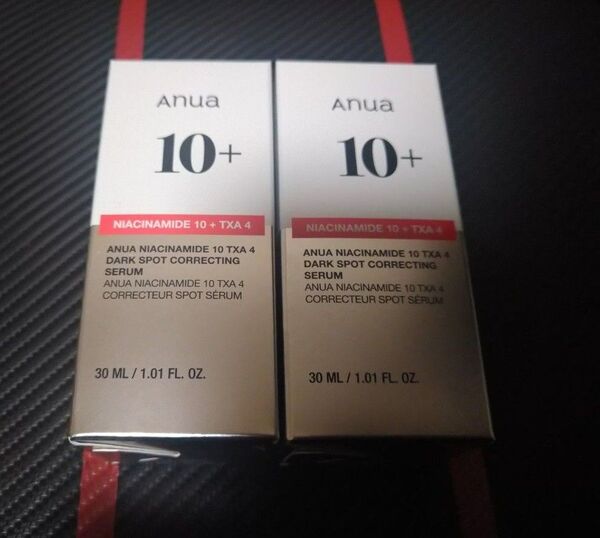 Anua
10+
NIACINAMIDE 10 + TXA 4
ANUA NIACINAMIDE 10 TXA 4
DARK SPOT CORRECTING
SERUM
ANUA NIACINAMIDE 10 TXA 4
CORRECTEUR SPOT SÉRUM
30 ML / 1.01 FL. OZ.
Anua
10+
NIACINAMIDE 10 + TXA 4
ANUA NIACINAMIDE 10 TXA 4
DARK SPOT CORRECTING
SERUM
ANUA NIACINAMIDE 10 TXA 4
CORRECTEUR SPOT SÉRUM
30 ML / 1.01 FL. OZ.